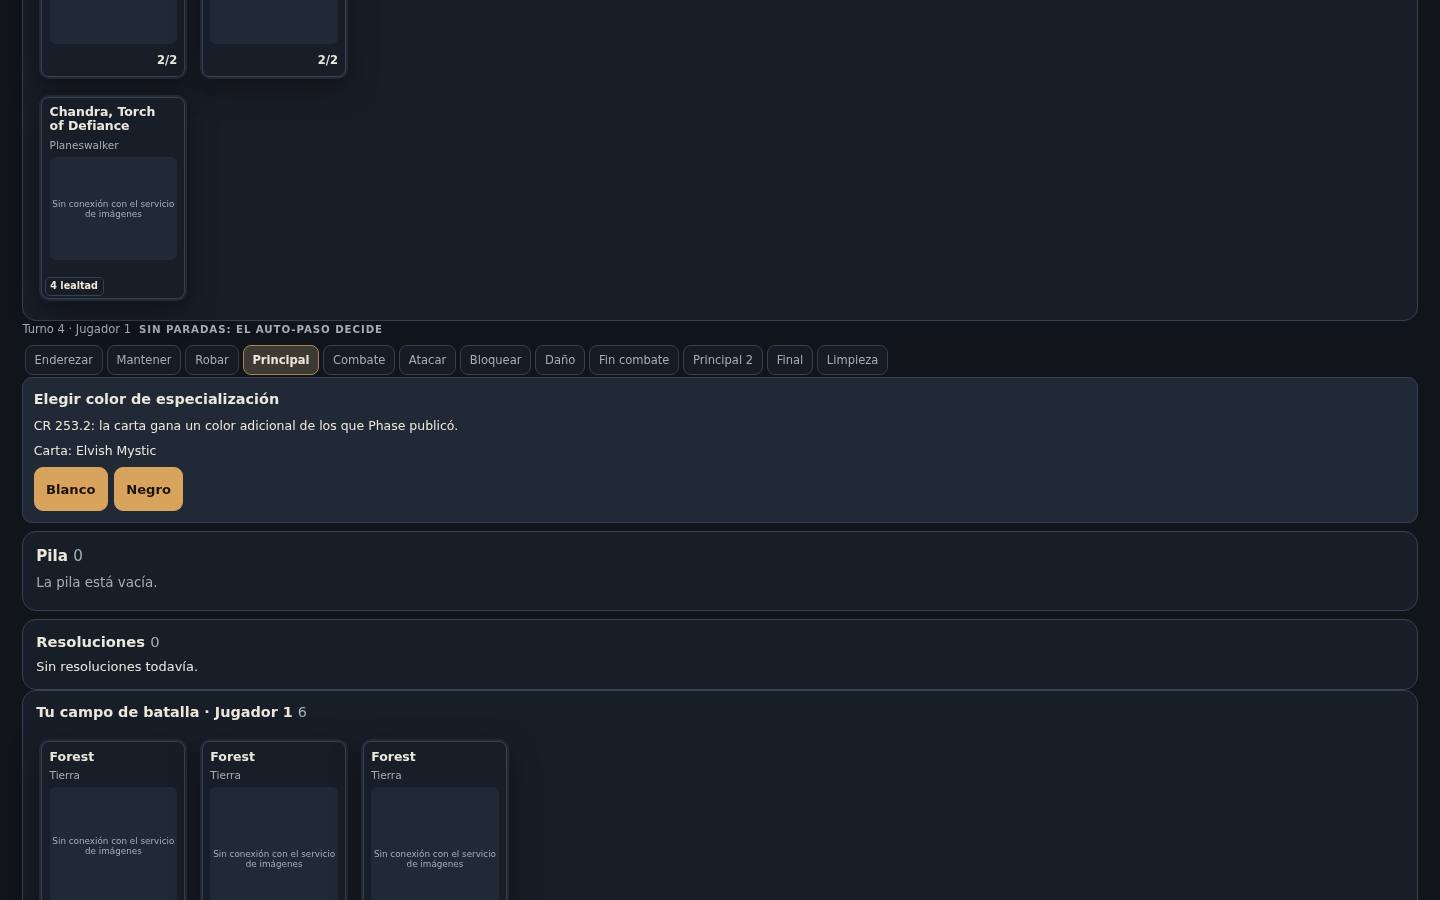 2/2
2/2
Chandra, Torch
of Defiance
Planeswalker
Sin conexión con el servicio
de imágenes
4 lealtad
Turno 4 · Jugador 1 SIN PARADAS: EL AUTO-PASO DECIDE
Enderezar Mantener Robar Principal Combate Atacar Bloquear Daño Fin combate Principal 2 Final Limpieza
Elegir color de especialización
CR 253.2: la carta gana un color adicional de los que Phase publicó.
Carta: Elvish Mystic
Blanco Negro
Pila 0
La pila está vacía.
Resoluciones 0
Sin resoluciones todavía.
Tu campo de batalla · Jugador 1 6
Forest
Tierra
Sin conexión con el servicio
de imágenes
Forest
Tierra
Sin conexión con el servicio
de imágenes
Forest
Tierra
Sin conexión con el servicio
de imágenes